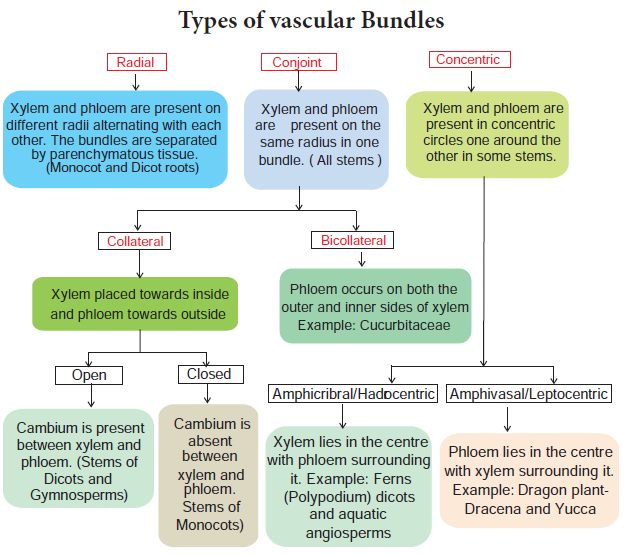 Types of vascular Bundles
Radial
Conjoint
Concentric
Xylem and phloem are present on
different radii alternating with each
other. The bundles are separated
by parenchymatous tissue.
(Monocot and Dicot roots)
Xylem and phloem
are present on the
same radius in one
bundle. ( All stems )
Xylem and phloem are
present in concentric
circles one around the
other in some stems.
Collateral
Bicollateral
Xylem placed towards inside
and phloem towards outside
Phloem occurs on both the
outer and inner sides of xylem
Example: Cucurbitaceae
Open
Closed
Amphicribral/Hadrocentric
Amphivasal/Leptocentric
Cambium is present
between xylem and
phloem. (Stems of
Dicots and
Gymnosperms)
Cambium is
absent
between
xylem and
phloem.
Stems of
Monocots)
Xylem lies in the centre
with phloem surrounding
it. Example: Ferns
(Polypodium) dicots
and aquatic
angiosperms
Phloem lies in the centre
with xylem surrounding it.
Example: Dragon plant-
Dracena and Yucca